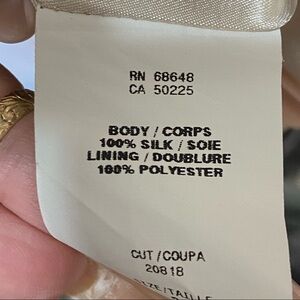 RN 68648
CA 50225
BODY / CORPS
100% SILK / SOIE
LINING / DOUBLURE
100% POLYESTER
CUT/COUPA
20818